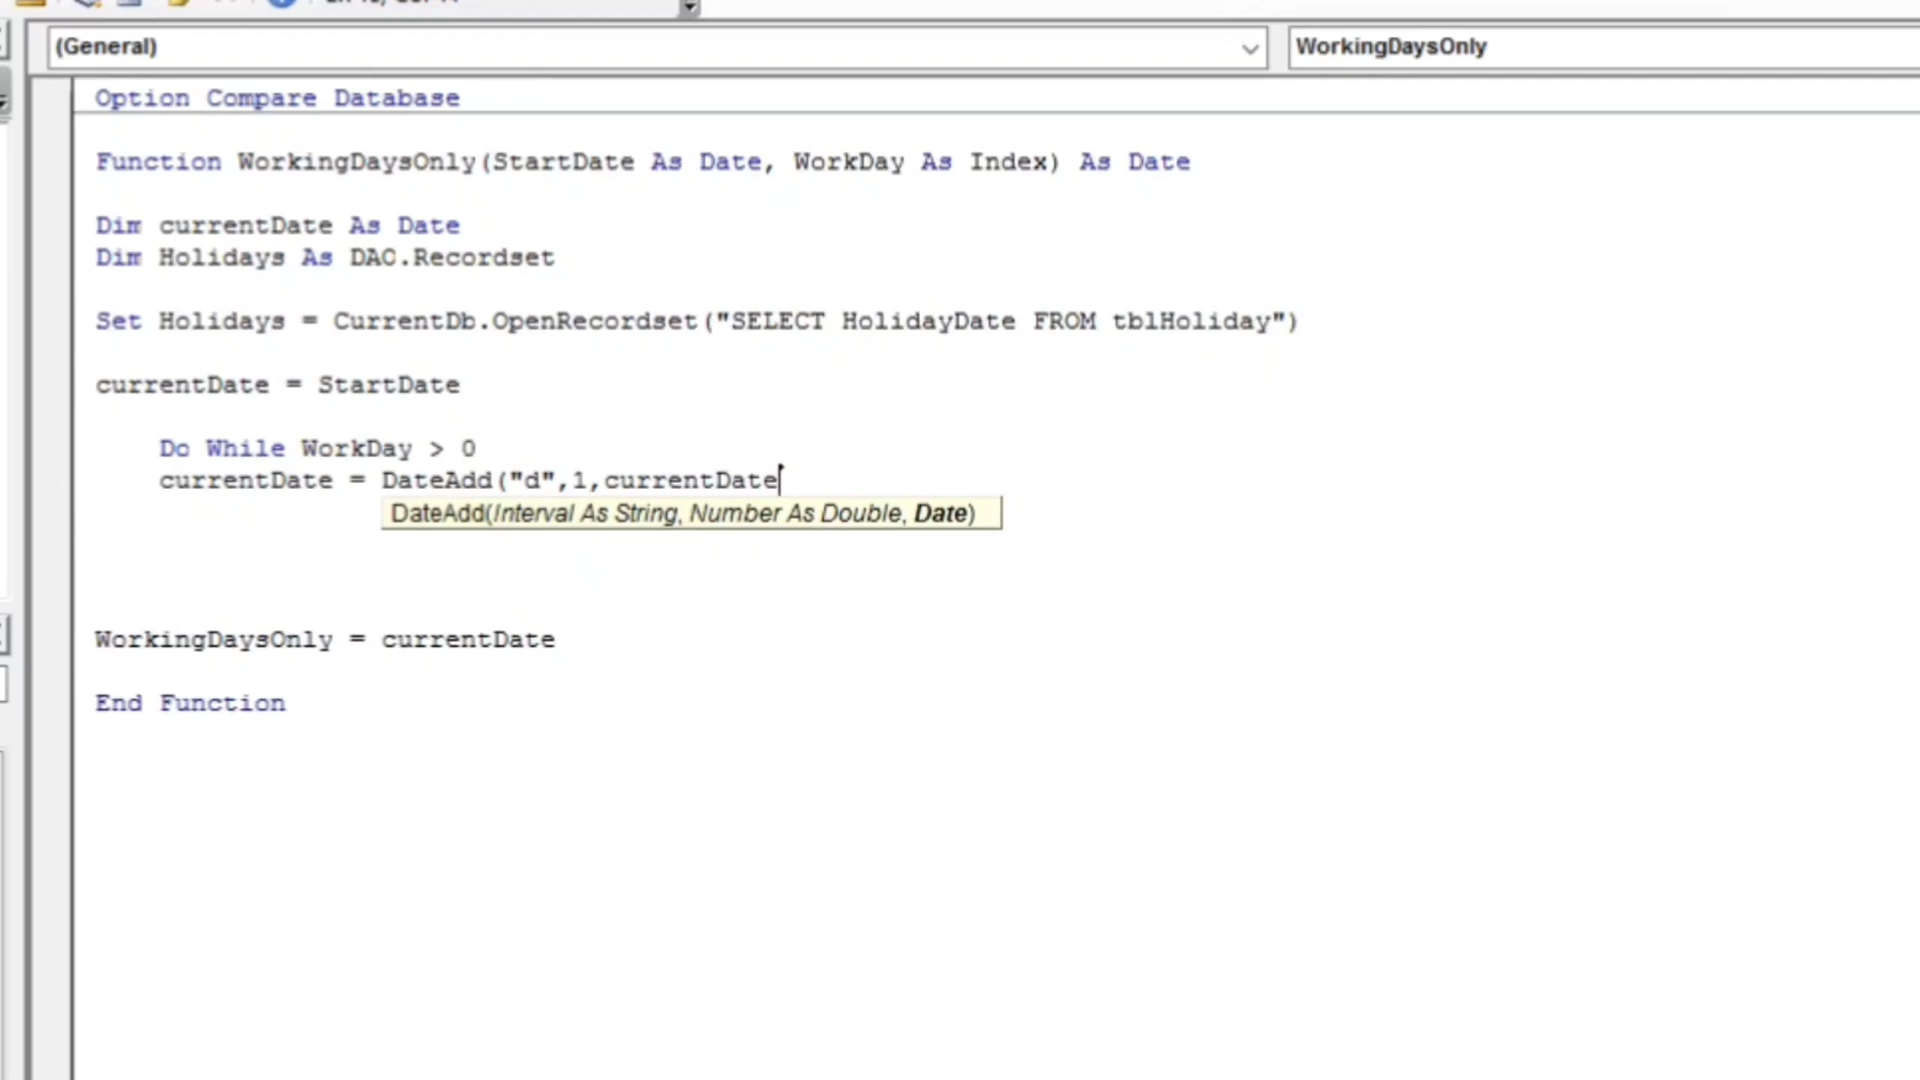 (General)
WorkingDaysOnly
Option Compare Database
Function WorkingDaysOnly(StartDate As Date, WorkDay As Index) As Date
Dim currentDate As Date
Dim Holidays As DAO.Recordset
Set Holidays = CurrentDb.OpenRecordset("SELECT HolidayDate FROM tblHoliday")
currentDate = StartDate
Do While WorkDay > 0
currentDate = DateAdd("d",1,currentDate
DateAdd(Interval As String, Number As Double, Date)
WorkingDaysOnly = currentDate
End Function